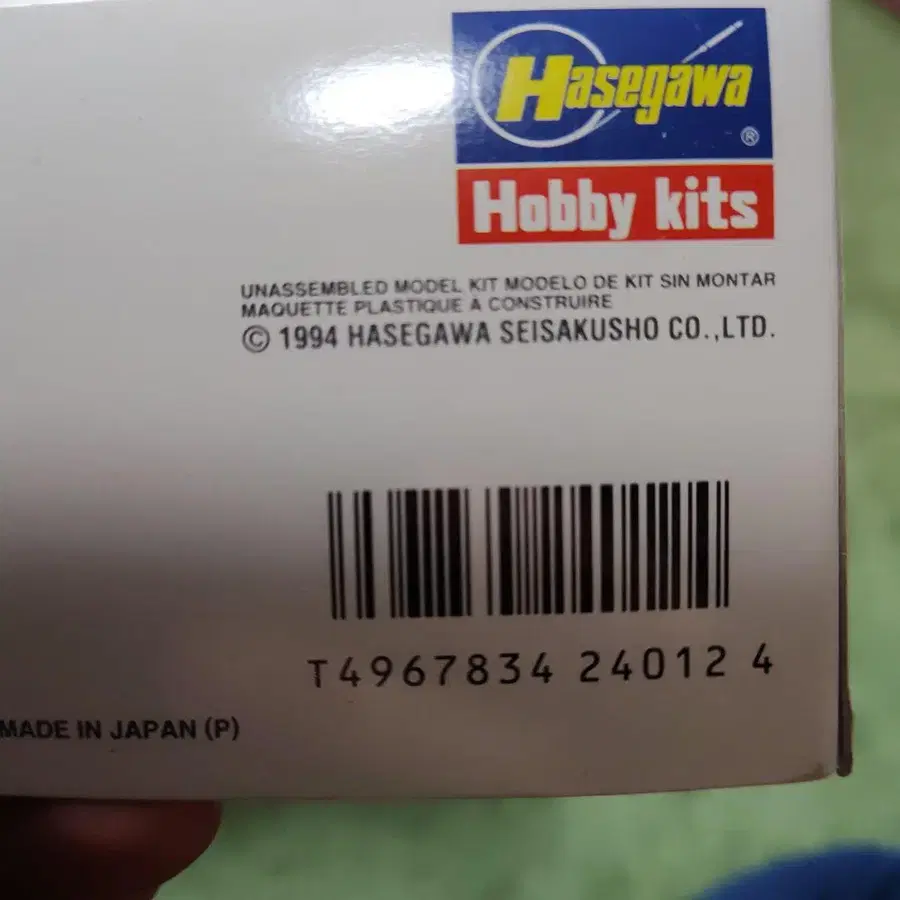 Hasegawa
®
Hobby kits
UNASSEMBLED MODEL KIT MODELO DE KIT SIN MONTAR
MAQUETTE PLASTIQUE A CONSTRUIRE
© 1994 HASEGAWA SEISAKUSHO CO.,LTD.
T4967834 24012 4
MADE IN JAPAN (P)